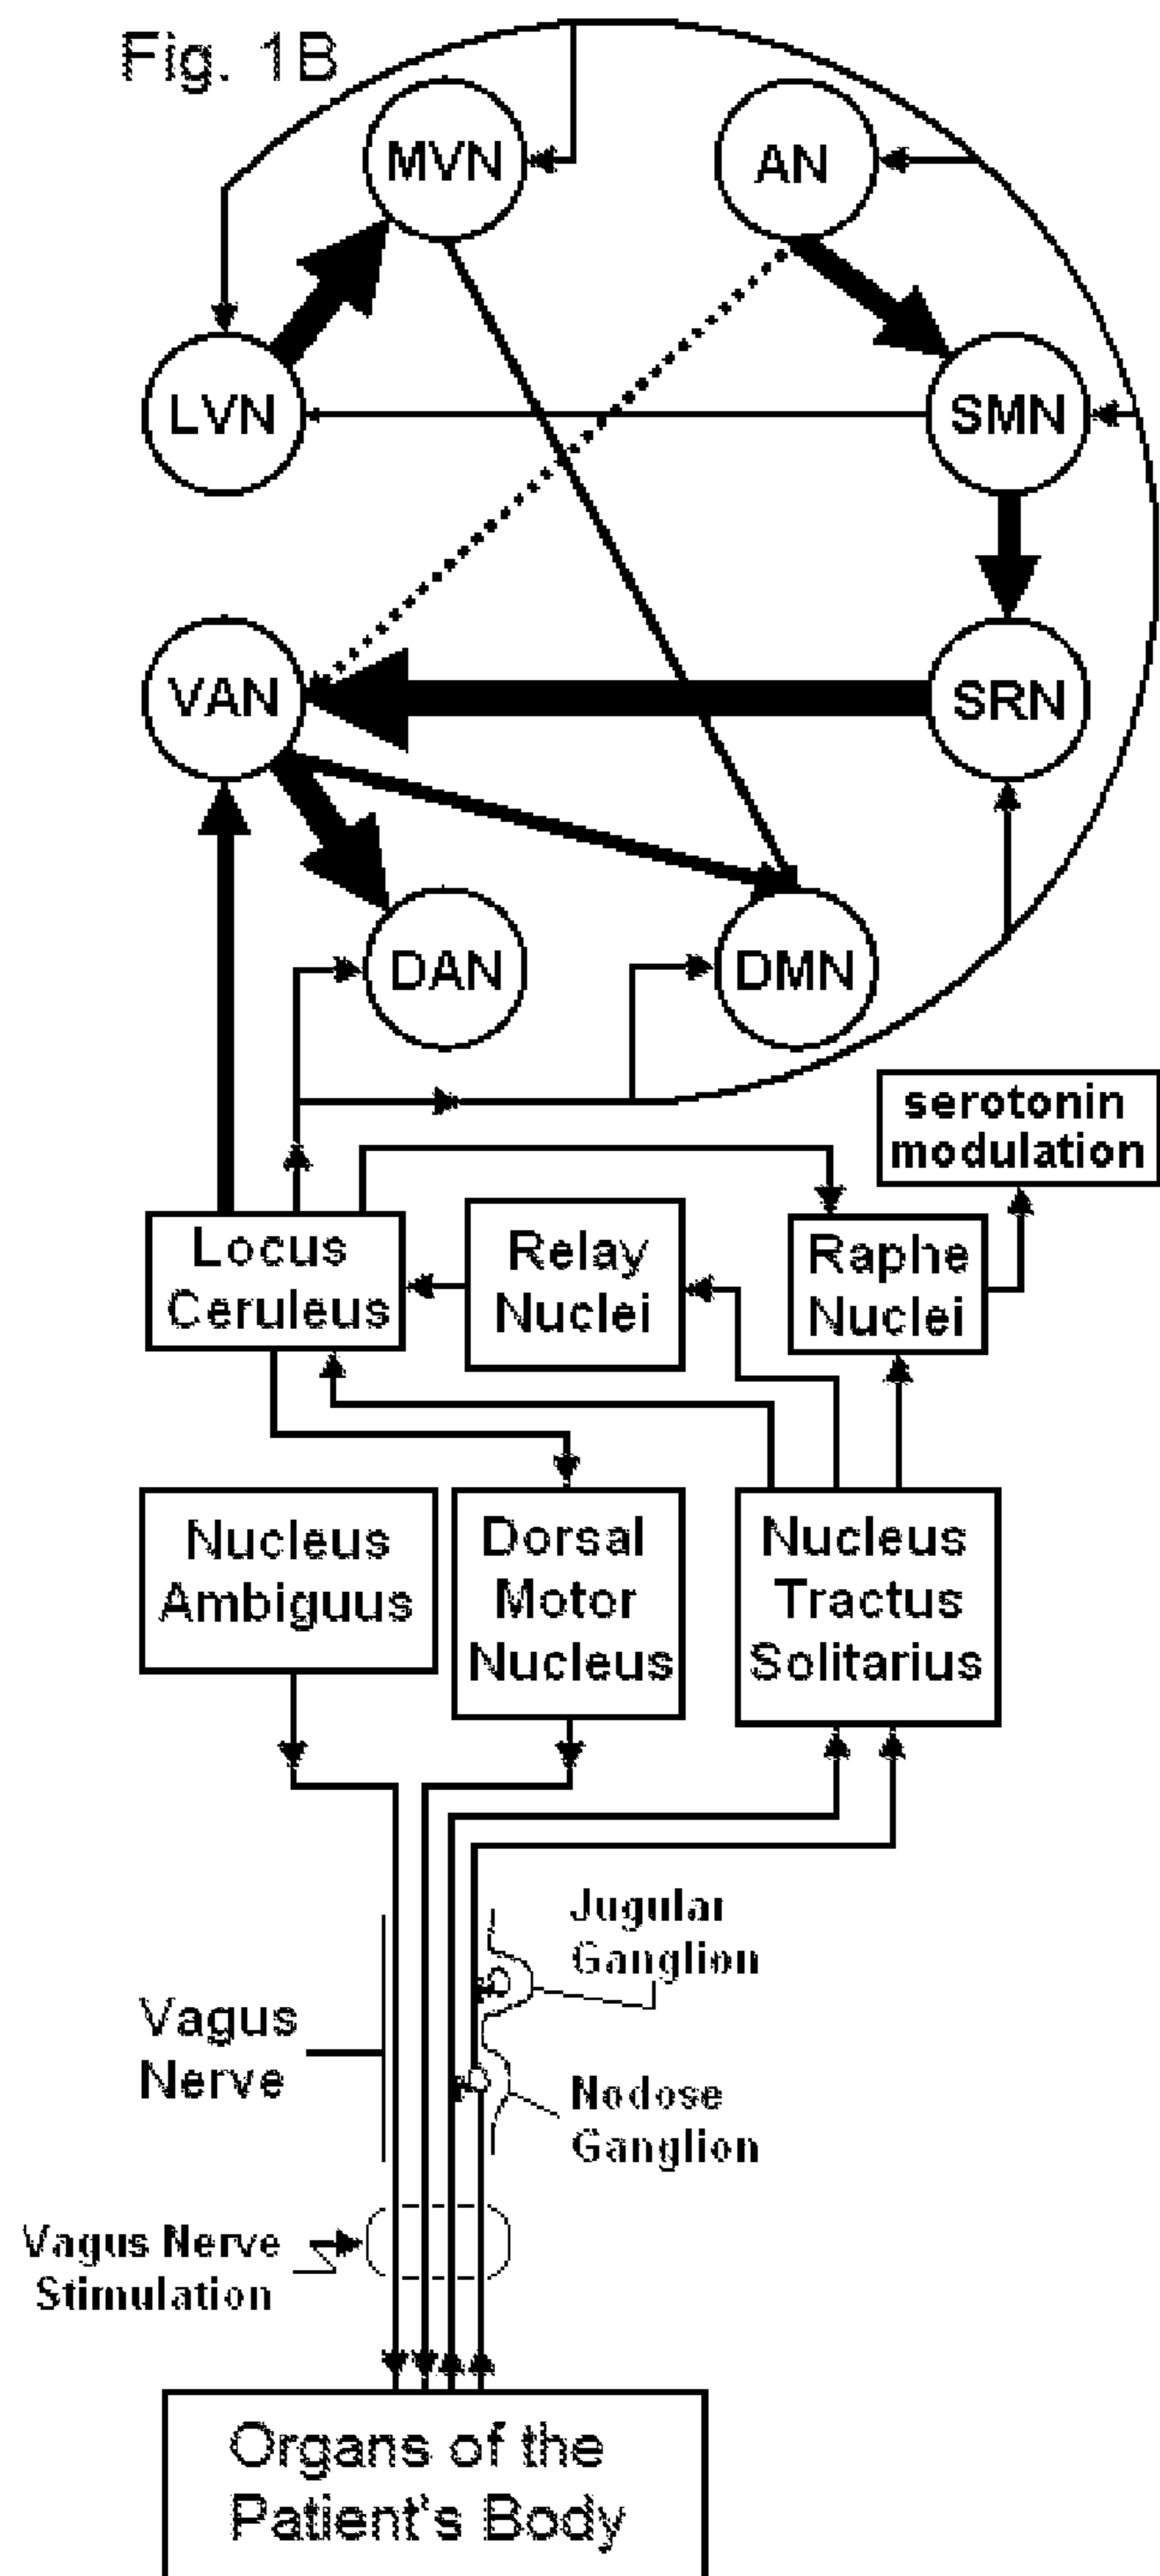 Fig. 1B
MVN
AN
LVN
SMN
VAN
SRN
DAN
DMN
serotonin
modulation
Locus
Ceruleus
Relay
Nuclei
Raphe
Nuclei
Nucleus
Ambiguus
Dorsal
Motor
Nucleus
Nucleus
Tractus
Solitarius
Jugular
Ganglion
Vagus
Nerve
Nodose
Ganglion
Vagus Nerve
Stimulation
Organs of the
Patient's Body